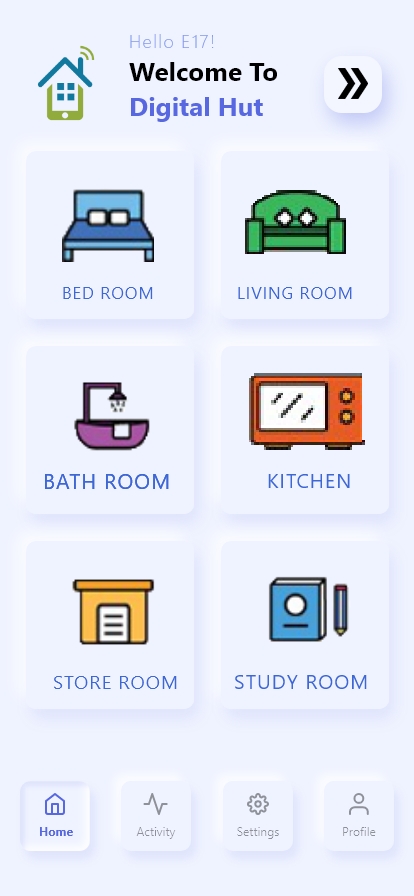 Hello E17!
Welcome To
Digital Hut
BED ROOM
LIVING ROOM
BATH ROOM
KITCHEN
STORE ROOM
STUDY ROOM
Home
Activity
Settings
Profile